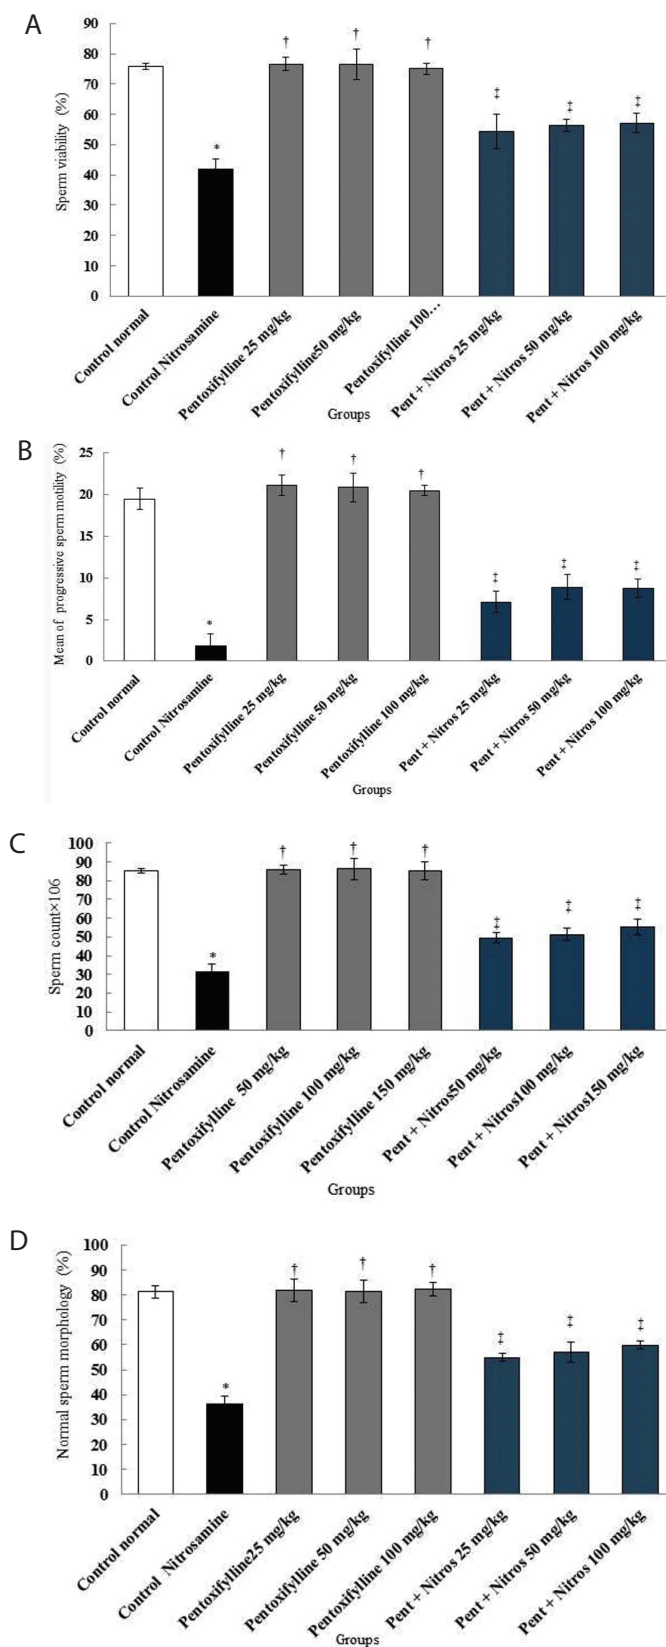 A
Sperm viability (%)
90
80
70
60
50
40
30
20
10
0
†
†
†
*
‡
‡
‡
Control normal
Control Nitrosamine
Pentoxifylline 25 mg/kg
Pentoxifylline50 mg/kg
Pentoxifylline 100...
Pent + Nitros 25 mg/kg
Pent + Nitros 50 mg/kg
Pent + Nitros 100 mg/kg
Groups
B
Mean of progressive sperm motility (%)
25
20
15
10
5
0
†
†
†
*
‡
‡
‡
Control normal
Control Nitrosamine
Pentoxifylline 25 mg/kg
Pentoxifylline 50 mg/kg
Pentoxifylline 100 mg/kg
Pent + Nitros 25 mg/kg
Pent + Nitros 50 mg/kg
Pent + Nitros 100 mg/kg
Groups
C
Sperm count×106
100
90
80
70
60
50
40
30
20
10
0
†
†
†
*
‡
‡
‡
Control normal
Control Nitrosamine
Pentoxifylline 50 mg/kg
Pentoxifylline 100 mg/kg
Pentoxifylline 150 mg/kg
Pent + Nitros50 mg/kg
Pent + Nitros100 mg/kg
Pent + Nitros150 mg/kg
Groups
D
Normal sperm morphology (%)
100
90
80
70
60
50
40
30
20
10
0
†
†
†
*
‡
‡
‡
Control normal
Control Nitrosamine
Pentoxifylline25 mg/kg
Pentoxifylline 50 mg/kg
Pentoxifylline 100 mg/kg
Pent + Nitros 25 mg/kg
Pent + Nitros 50 mg/kg
Pent + Nitros 100 mg/kg
Groups